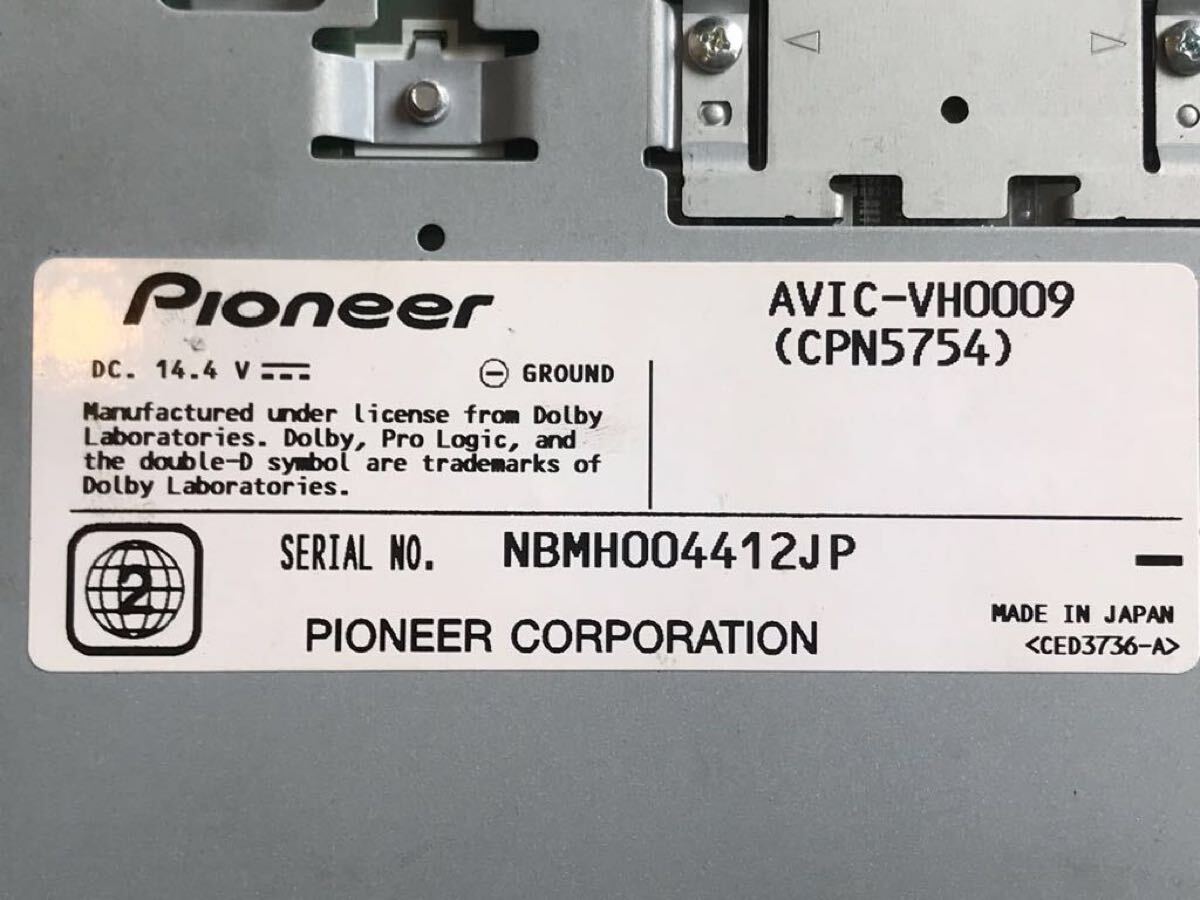 Pioneer
AVIC-VH0009
(CPN5754)
DC. 14.4 V
GROUND
Manufactured under license from Dolby
Laboratories. Dolby, Pro Logic, and
the double-D symbol are trademarks of
Dolby Laboratories.
2
SERIAL NO. NBMH004412JP
PIONEER CORPORATION
MADE IN JAPAN
<CED3736-A>